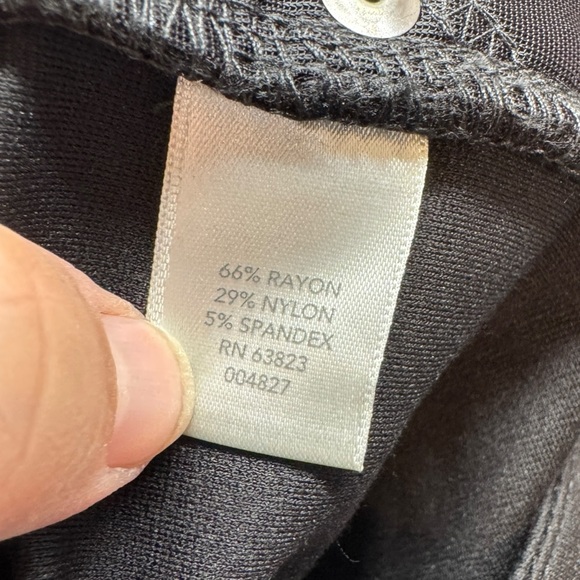 66% RAYON
29% NYLON
5% SPANDEX
RN 63823
004827